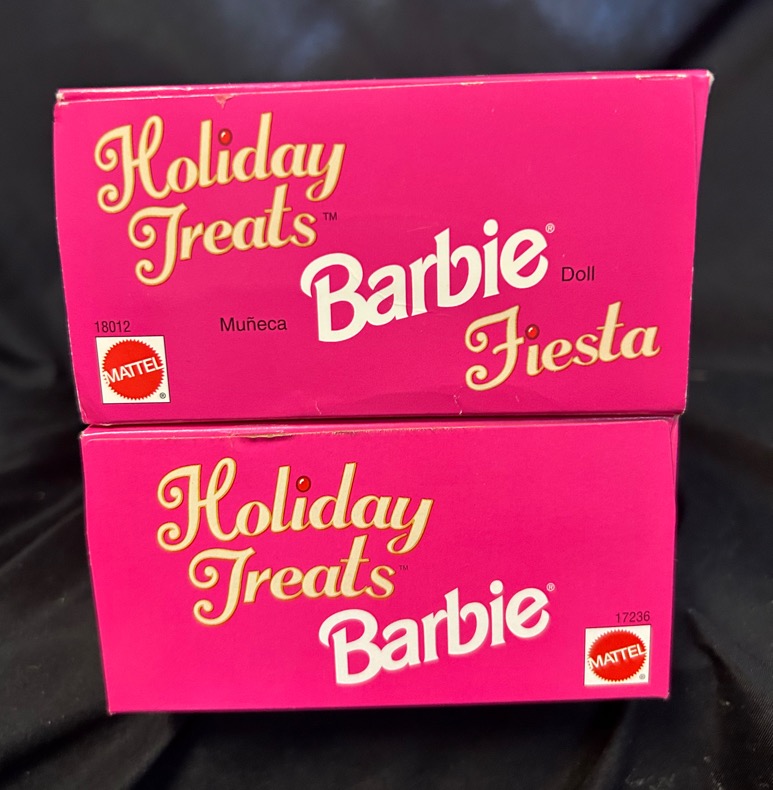 Holiday
Treats™
Barbie® Doll
Muñeca
Fiesta
18012
MATTEL®
Holiday
Treats™
Barbie®
17236
MATTEL®